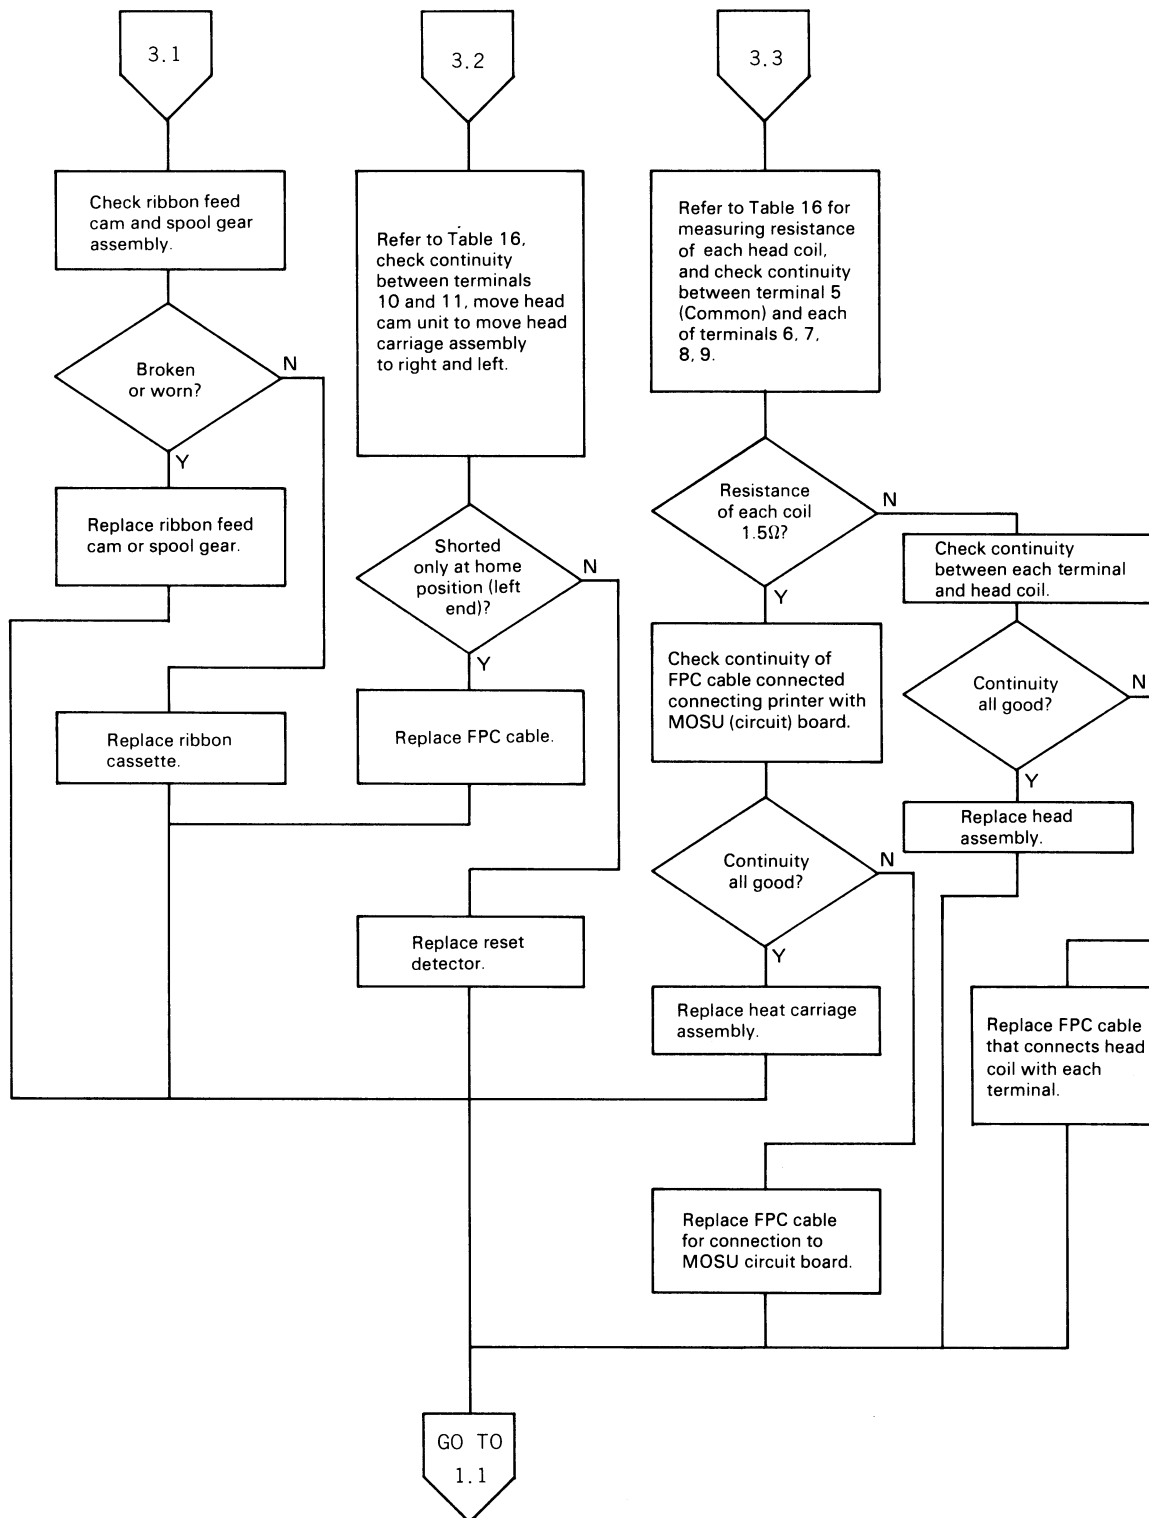 3.1
Check ribbon feed
cam and spool gear
assembly.
Broken
or worn?
N
Y
Replace ribbon feed
cam or spool gear.
Replace ribbon
cassette.
3.2
Refer to Table 16,
check continuity
between terminals
10 and 11, move head
cam unit to move head
carriage assembly
to right and left.
Shorted
only at home
position (left
end)?
N
Y
Replace FPC cable.
Replace reset
detector.
3.3
Refer to Table 16 for
measuring resistance
of each head coil,
and check continuity
between terminal 5
(Common) and each
of terminals 6, 7,
8, 9.
Resistance
of each coil
1.5Ω?
N
Y
Check continuity of
FPC cable connected
connecting printer with
MOSU (circuit) board.
Continuity
all good?
N
Y
Replace heat carriage
assembly.
Replace FPC cable
for connection to
MOSU circuit board.
Check continuity
between each terminal
and head coil.
Continuity
all good?
N
Y
Replace head
assembly.
Replace FPC cable
that connects head
coil with each
terminal.
GO TO
1.1